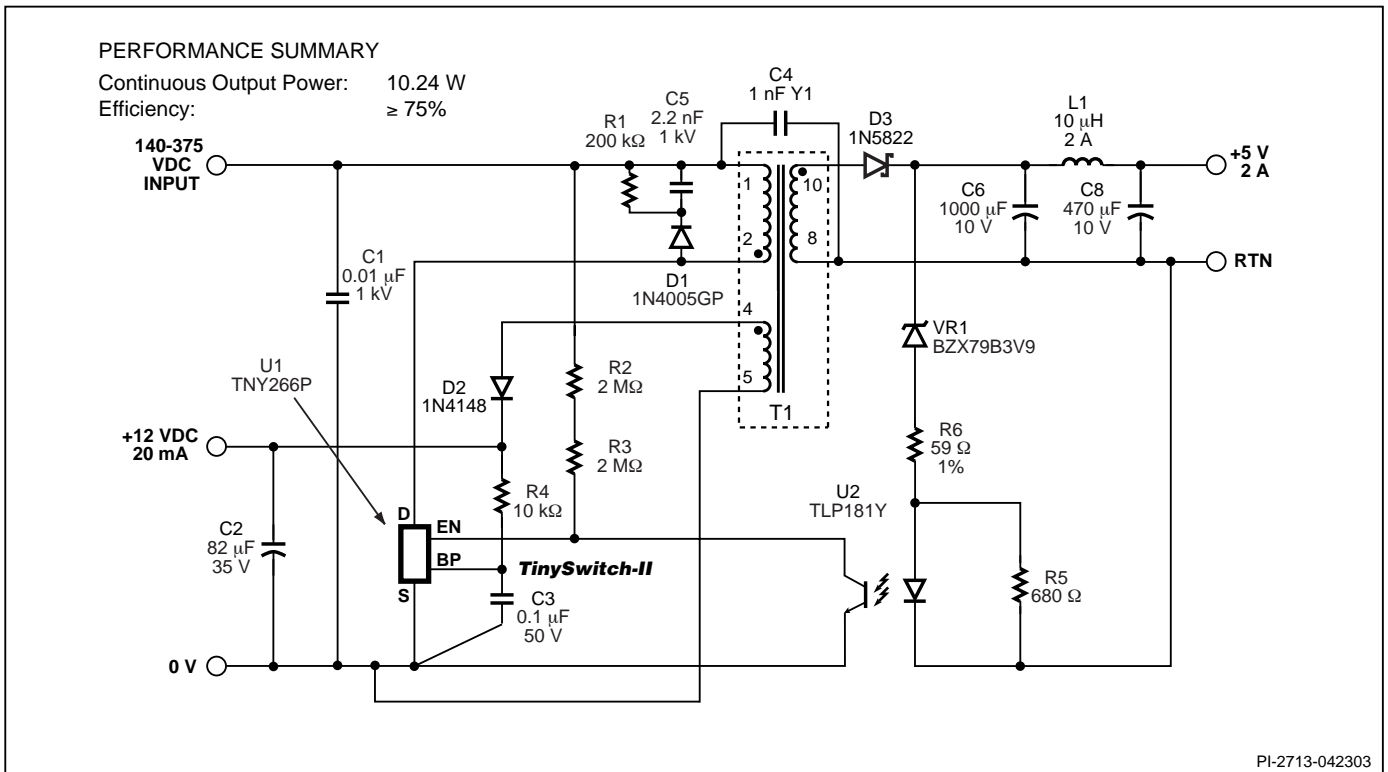 PERFORMANCE SUMMARY
Continuous Output Power: 10.24 W
Efficiency: ≥ 75%
140-375
VDC
INPUT
R1
200 kΩ
C5
2.2 nF
1 kV
C4
1 nF Y1
D3
1N5822
L1
10 µH
2 A
+5 V
2 A
1
10
C6
1000 µF
10 V
C8
470 µF
10 V
2
8
RTN
C1
0.01 µF
1 kV
D1
1N4005GP
4
5
T1
VR1
BZX79B3V9
U1
TNY266P
D2
1N4148
R2
2 MΩ
+12 VDC
20 mA
R3
2 MΩ
R6
59 Ω
1%
R4
10 kΩ
U2
TLP181Y
D
EN
BP
S
TinySwitch-II
C2
82 µF
35 V
C3
0.1 µF
50 V
R5
680 Ω
0 V
PI-2713-042303